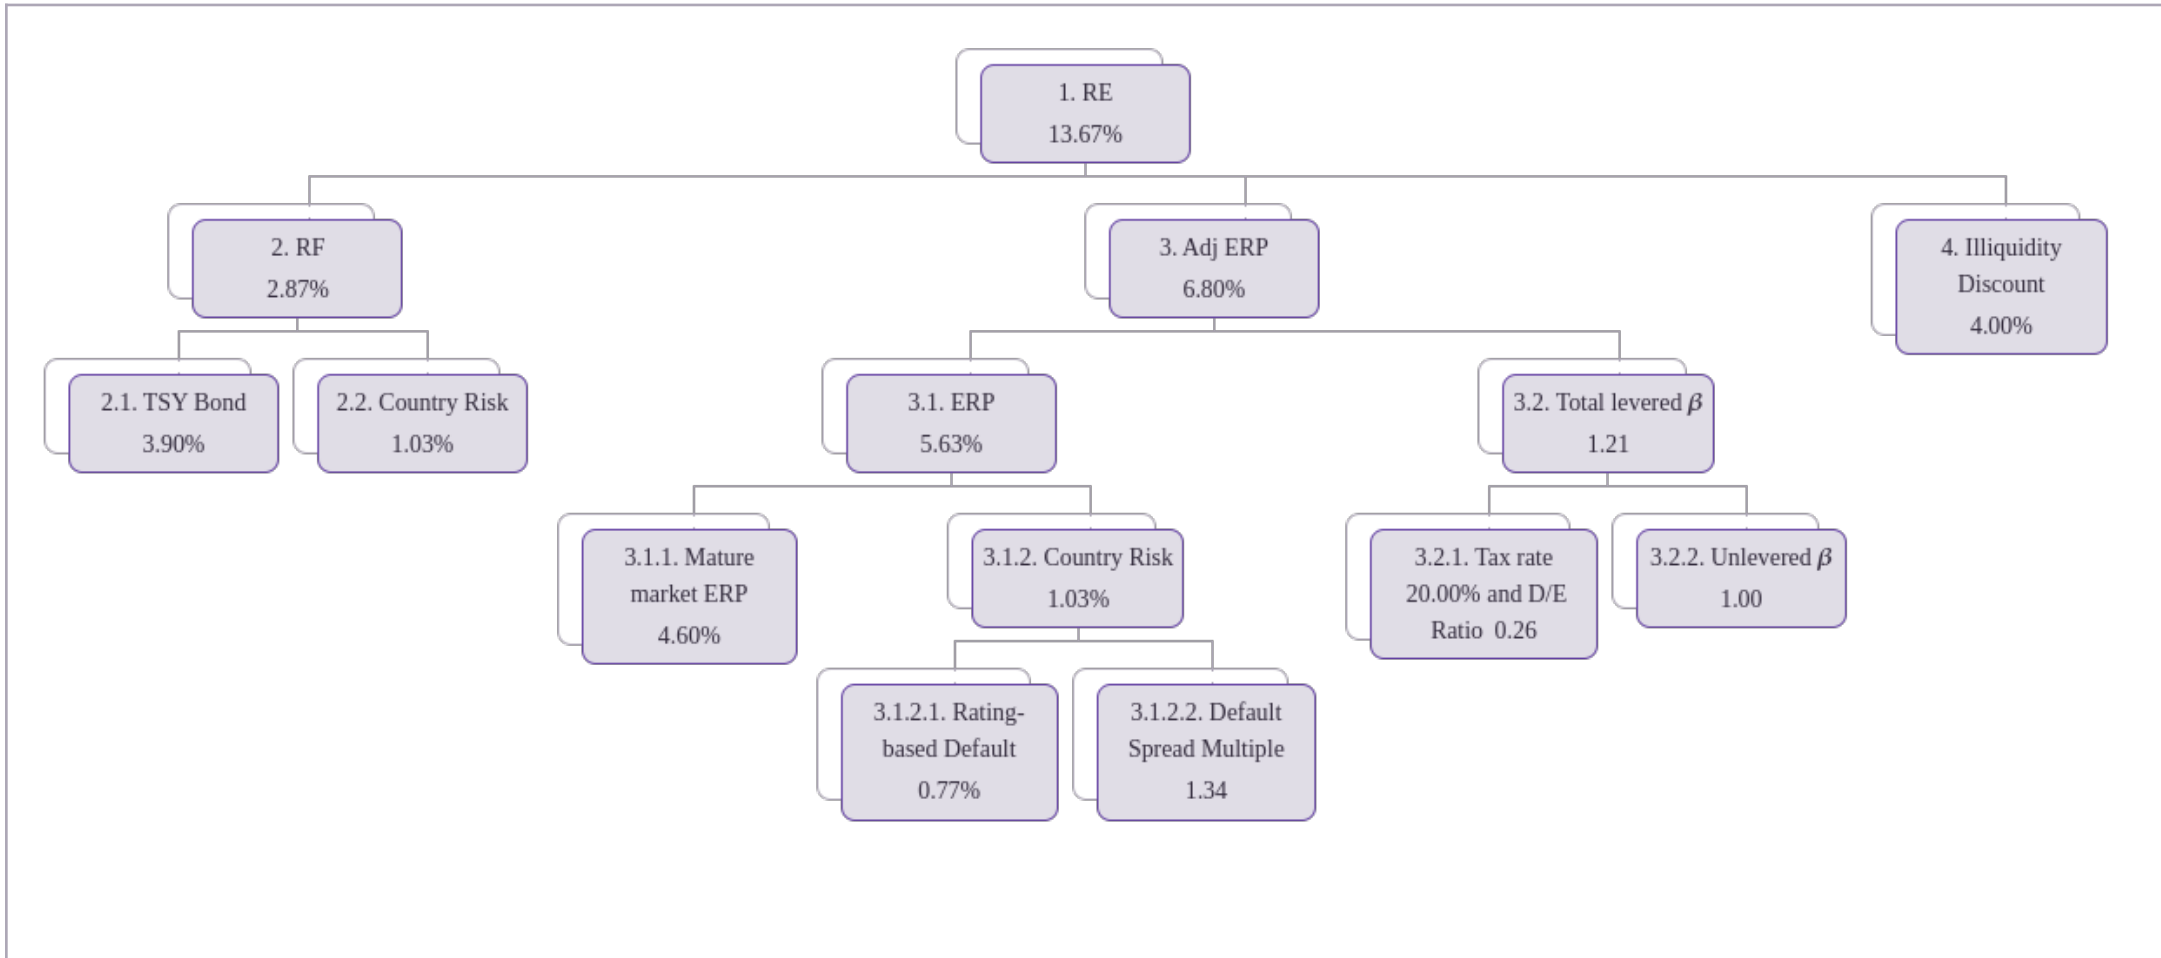 1. RE
13.67%
2. RF
2.87%
3. Adj ERP
6.80%
4. Illiquidity
Discount
4.00%
2.1. TSY Bond
3.90%
2.2. Country Risk
1.03%
3.1. ERP
5.63%
3.2. Total levered β
1.21
3.1.1. Mature
market ERP
4.60%
3.1.2. Country Risk
1.03%
3.2.1. Tax rate
20.00% and D/E
Ratio 0.26
3.2.2. Unlevered β
1.00
3.1.2.1. Rating-
based Default
0.77%
3.1.2.2. Default
Spread Multiple
1.34